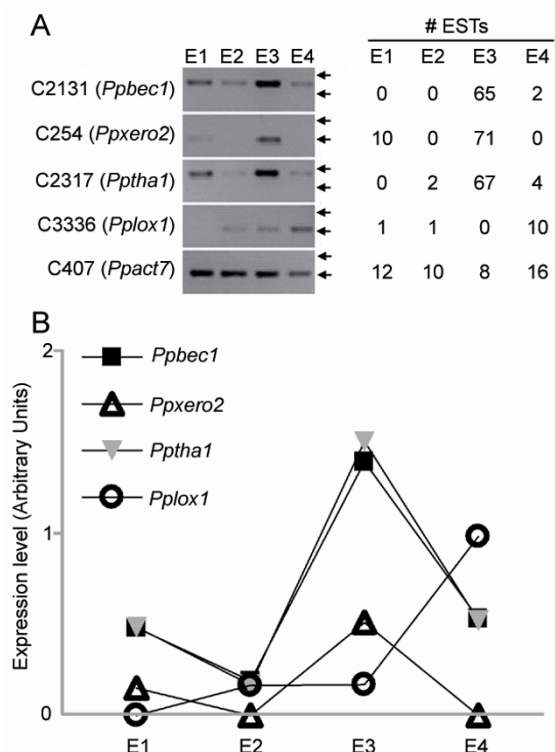 A
# ESTs
E1 E2 E3 E4 E1 E2 E3 E4
C2131 (Ppbec1) 0 0 65 2
C254 (Ppxero2) 10 0 71 0
C2317 (Pptha1) 0 2 67 4
C3336 (Pplox1) 1 1 0 10
C407 (Ppact7) 12 10 8 16
B
Expression level (Arbitrary Units)
2
1
0
Ppbec1
Ppxero2
Pptha1
Pplox1
E1 E2 E3 E4